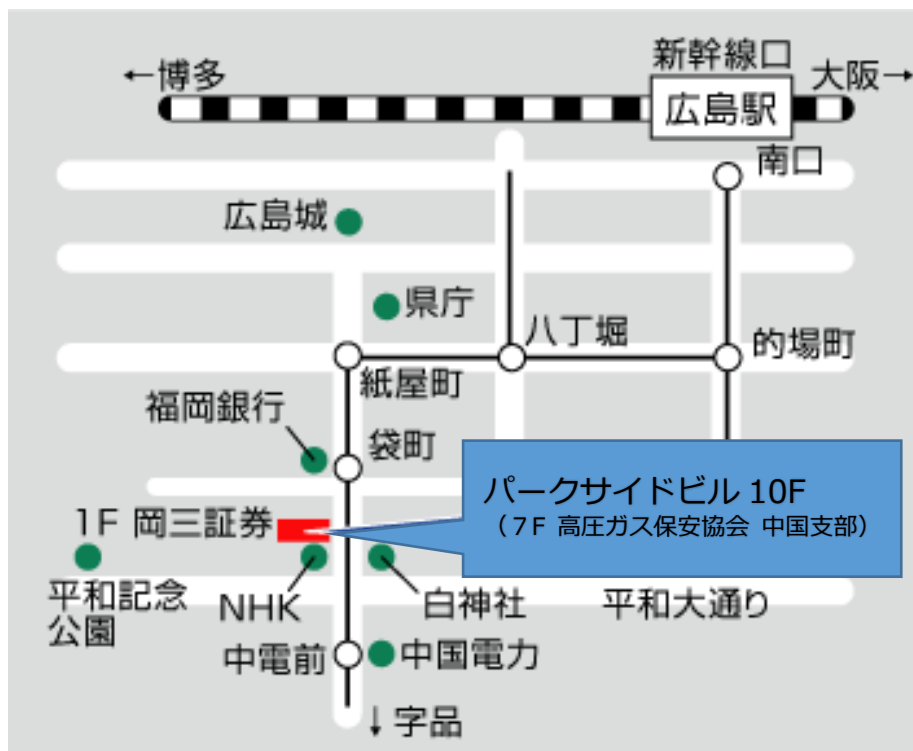 新幹線口
←博多
大阪→
広島駅
南口
広島城
県庁
八丁堀
的場町
紙屋町
福岡銀行
袋町
パークサイドビル 10F
（7F 高圧ガス保安協会 中国支部）
1F 岡三証券
平和記念
公園
NHK
白神社
平和大通り
中電前
中国電力
↓字品